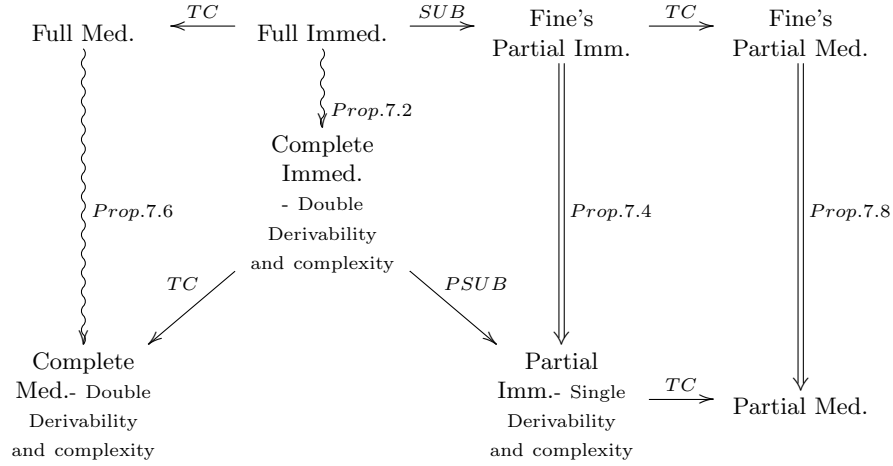 Full Med.
TC
Full Immed.
SUB
Fine's
Partial Imm.
TC
Fine's
Partial Med.
Prop.7.2
Complete
Immed.
- Double
Derivability
and complexity
Prop.7.6
Prop.7.4
Prop.7.8
TC
PSUB
Complete
Med.- Double
Derivability
and complexity
Partial
Imm.- Single
Derivability
and complexity
TC
Partial Med.